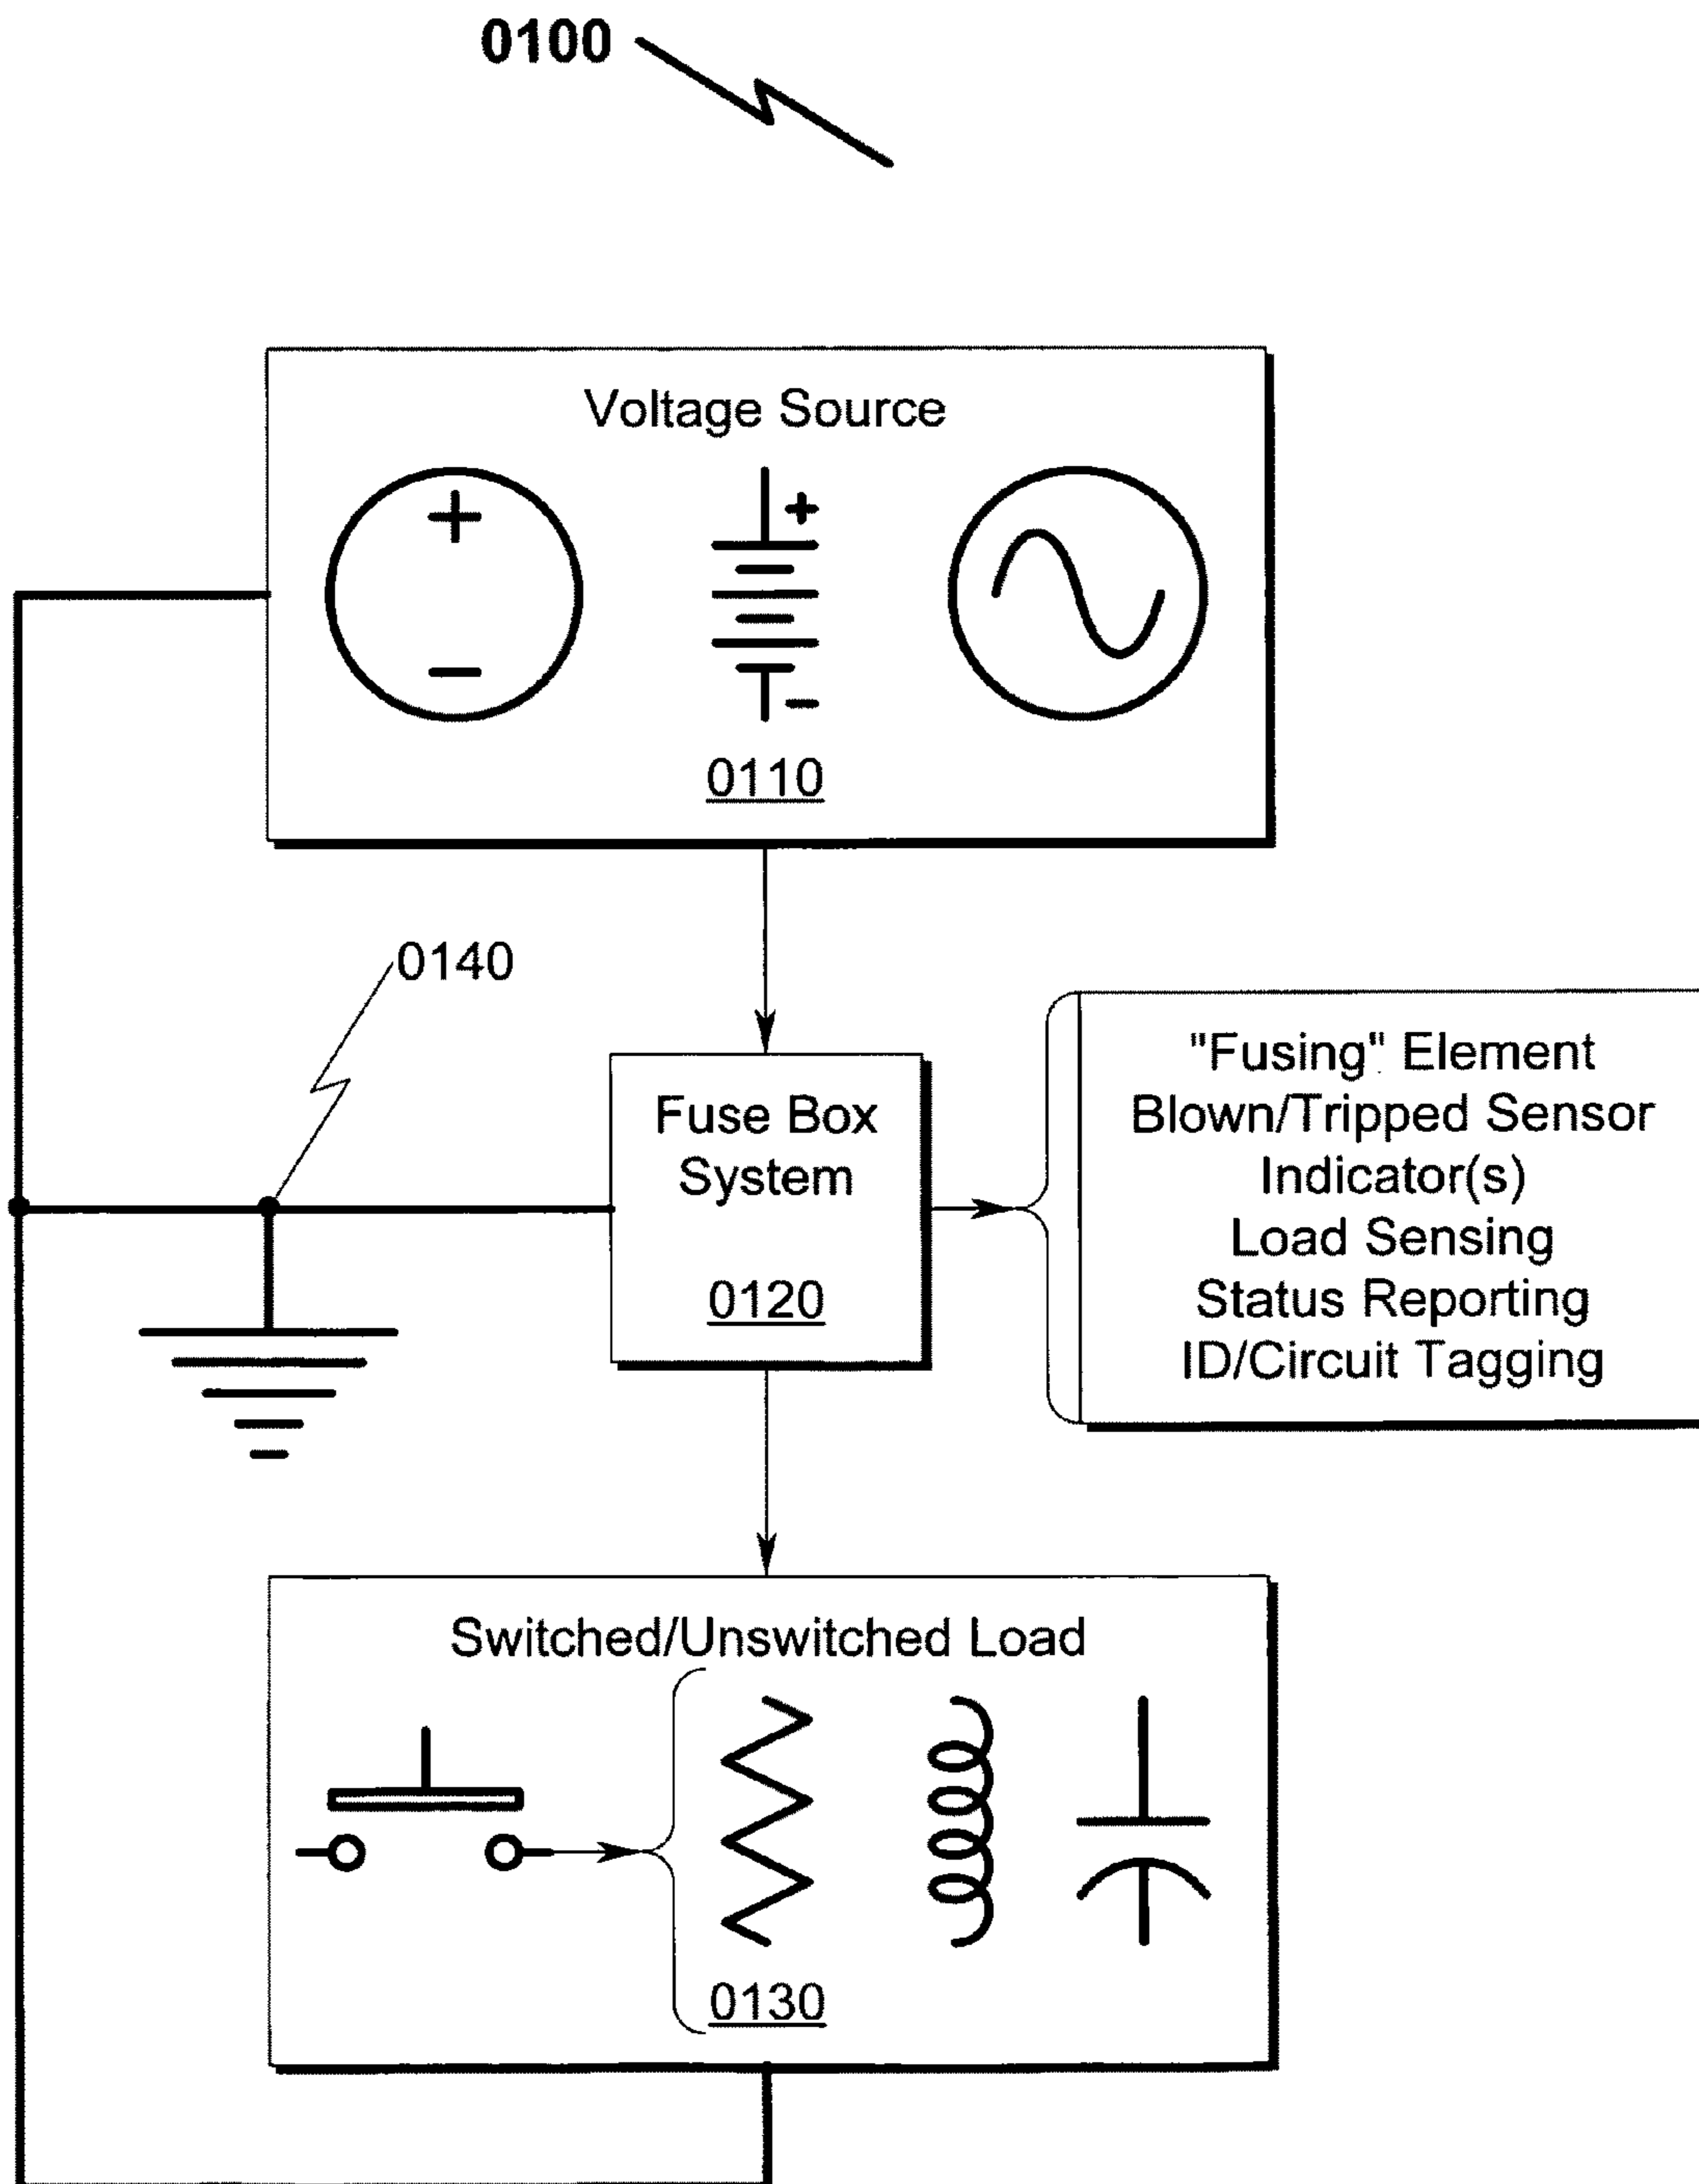 0100
Voltage Source
+
−
+
-
0110
0140
Fuse Box
System
0120
"Fusing" Element
Blown/Tripped Sensor
Indicator(s)
Load Sensing
Status Reporting
ID/Circuit Tagging
Switched/Unswitched Load
0130